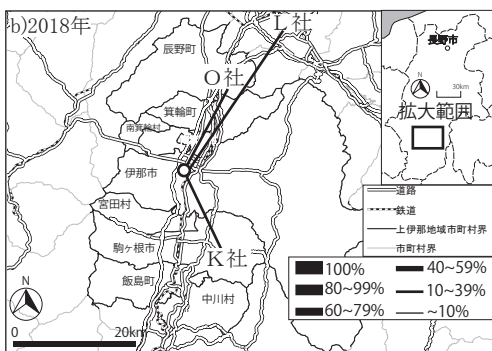 b)2018年
L社
辰野町
O社
箕輪町
南箕輪村
伊那市
宮田村
駒ヶ根市
K社
飯島町
中川村
N
0 20km
長野市
N
30km
拡大範囲
道路
鉄道
上伊那地域市町村界
市町村界
100% 40~59%
80~99% 10~39%
60~79% ~10%